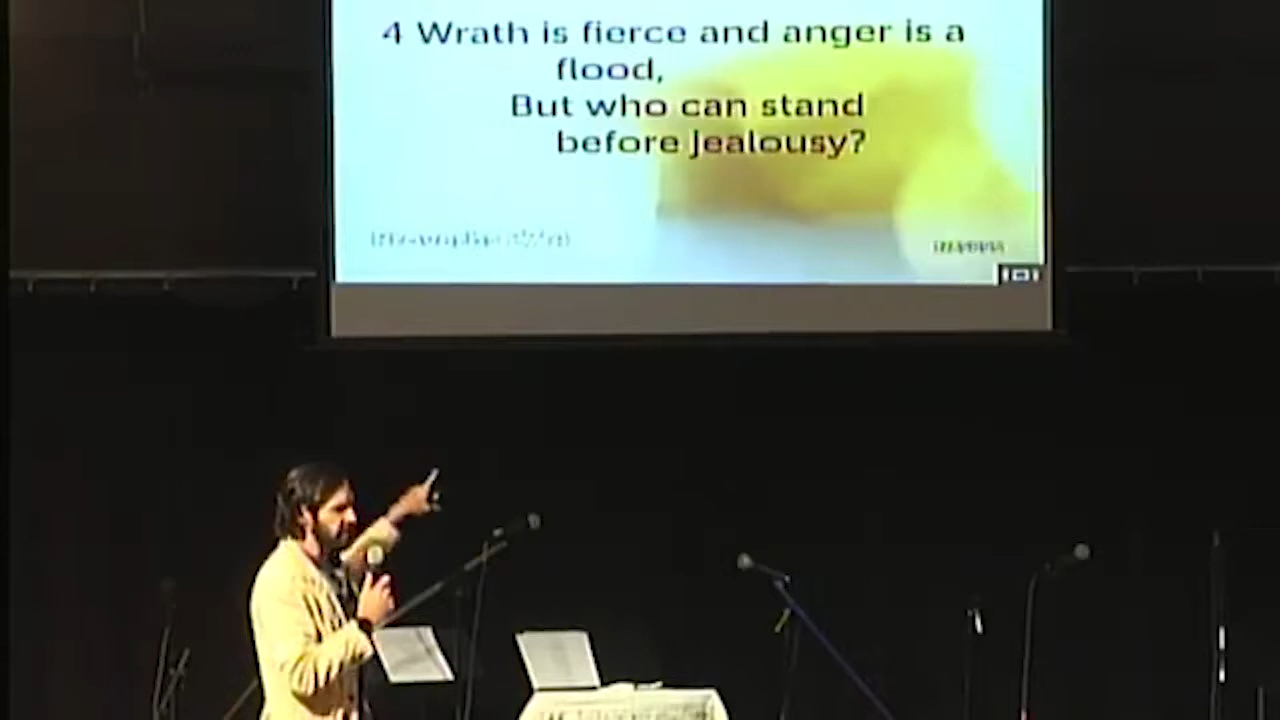 4 Wrath is fierce and anger is a
flood,
But who can stand
before jealousy?